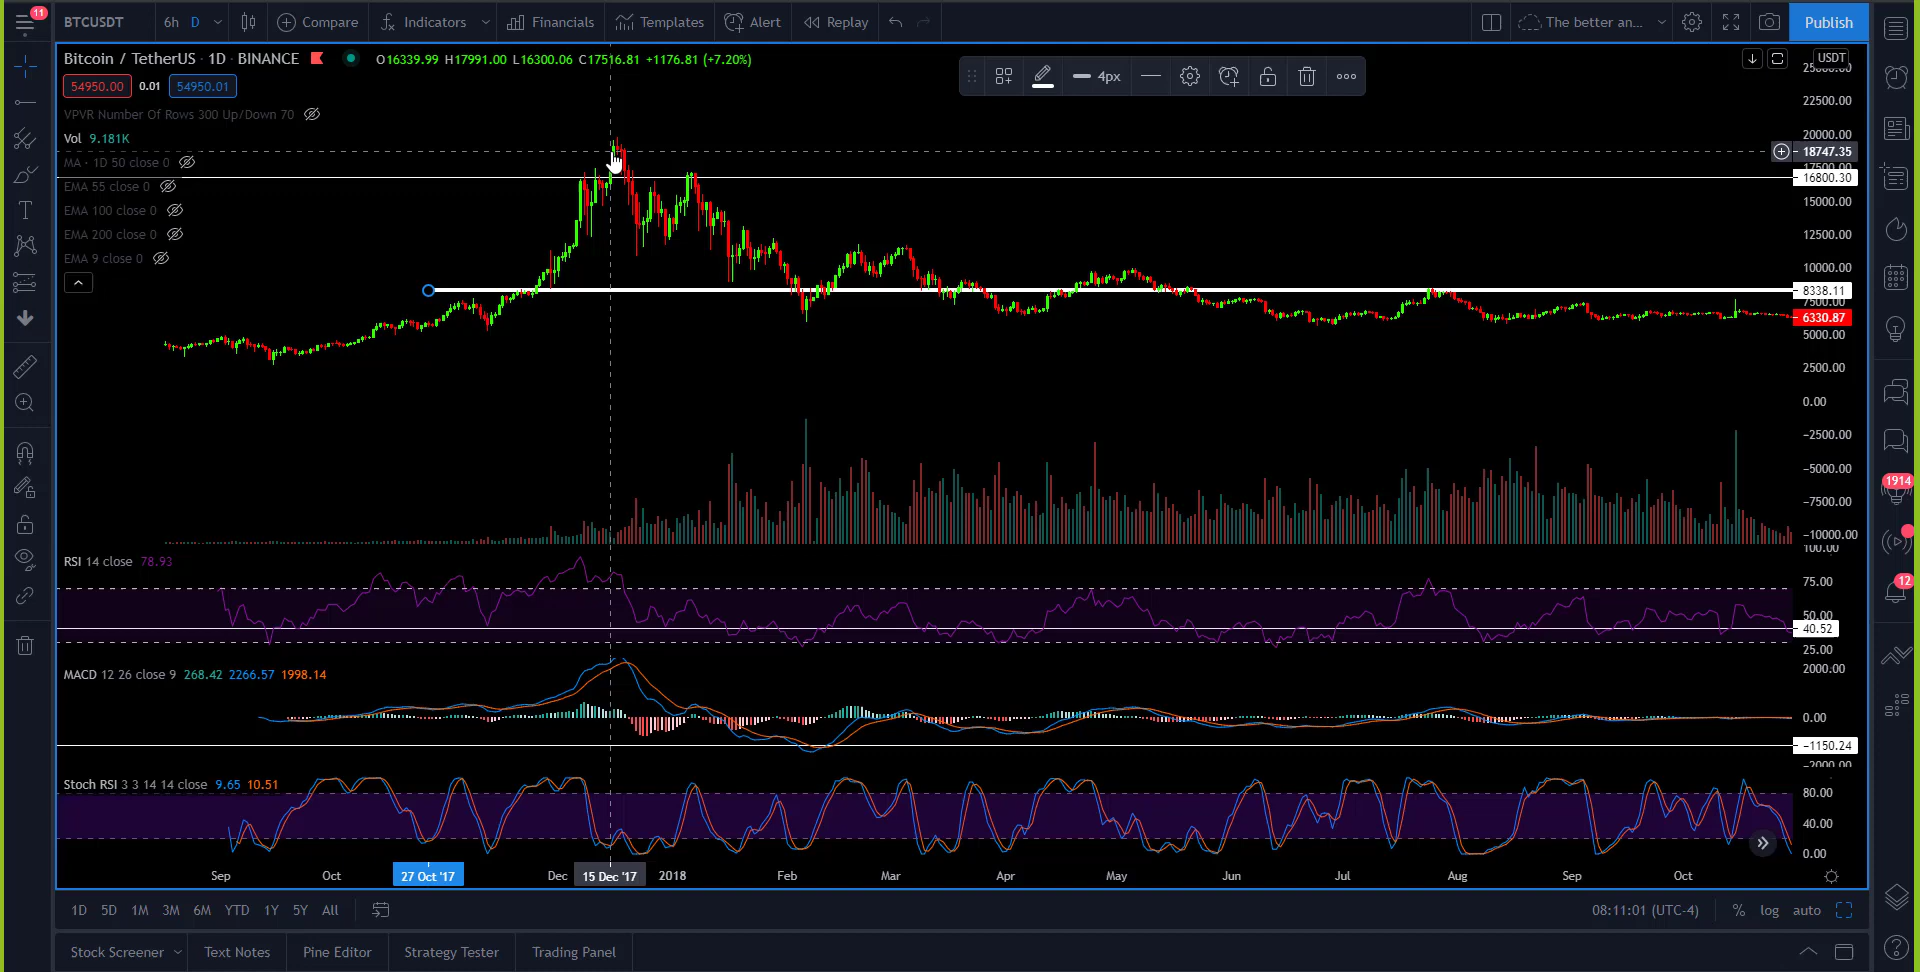 11
BTCUSDT 6h D Compare Indicators Financials Templates Alert Replay The better an... Publish
Bitcoin / TetherUS · 1D · BINANCE O16339.99 H17991.00 L16300.06 C17516.81 +1176.81 (+7.20%)
54950.00 0.01 54950.01
4px
USDT
VPVR Number Of Rows 300 Up/Down 70
Vol 9.181K
MA · 1D 50 close 0
EMA 55 close 0
EMA 100 close 0
EMA 200 close 0
EMA 9 close 0
22500.00
20000.00
18747.35
17500.00
16800.30
15000.00
12500.00
10000.00
8338.11
7500.00
6330.87
5000.00
2500.00
0.00
−2500.00
−5000.00
−7500.00
−10000.00
RSI 14 close 78.93
100.00
75.00
50.00
40.52
25.00
MACD 12 26 close 9 268.42 2266.57 1998.14
2000.00
0.00
−1150.24
−2000.00
Stoch RSI 3 3 14 14 close 9.65 10.51
80.00
40.00
0.00
Sep Oct 27 Oct '17 Dec 15 Dec '17 2018 Feb Mar Apr May Jun Jul Aug Sep Oct
1D 5D 1M 3M 6M YTD 1Y 5Y All 08:11:01 (UTC-4) % log auto
Stock Screener Text Notes Pine Editor Strategy Tester Trading Panel
1914
12